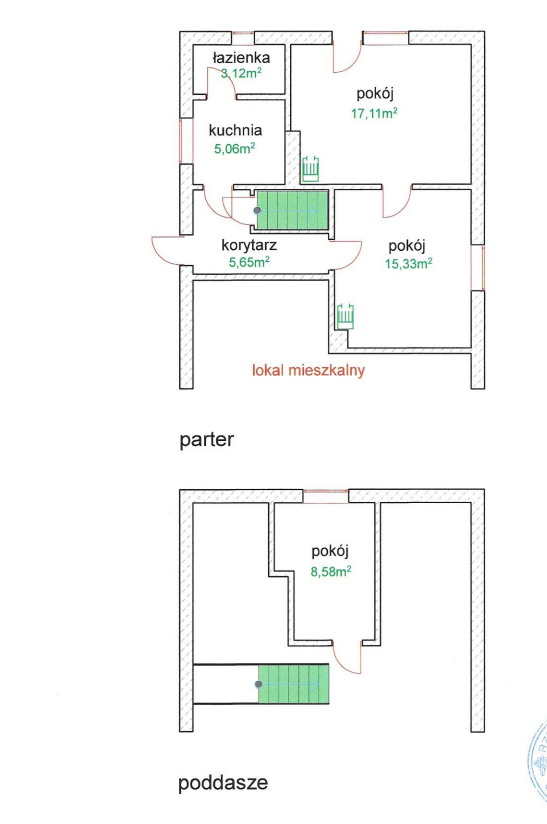 łazienka
3,12m²
pokój
17,11m²
kuchnia
5,06m²
korytarz
5,65m²
pokój
15,33m²
lokal mieszkalny
parter
pokój
8,58m²
poddasze